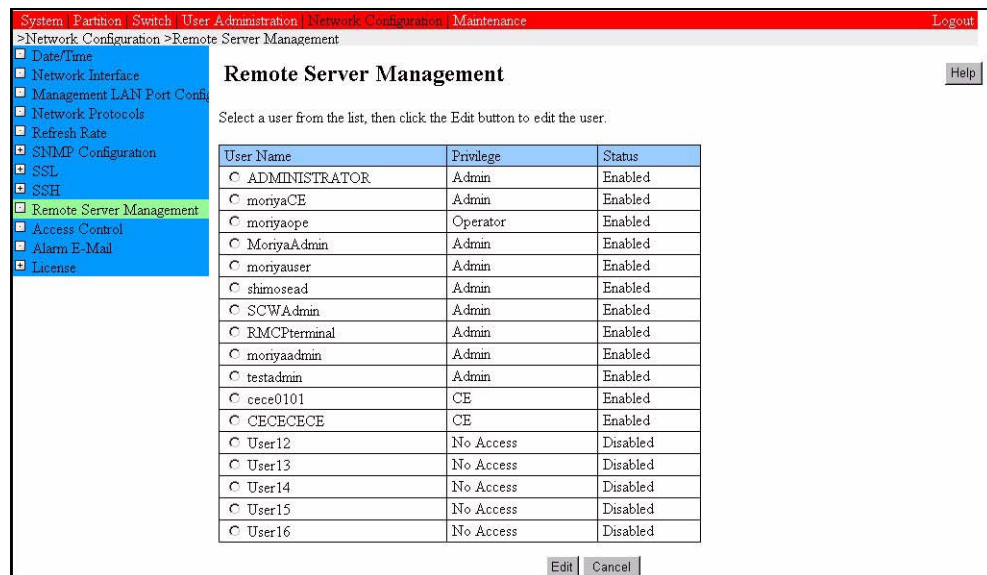 System | Partition | Switch | User Administration | Network Configuration | Maintenance Logout
>Network Configuration >Remote Server Management
Date/Time
Network Interface
Management LAN Port Config
Network Protocols
Refresh Rate
SNMP Configuration
SSL
SSH
Remote Server Management
Access Control
Alarm E-Mail
License
Remote Server Management
Help
Select a user from the list, then click the Edit button to edit the user.
User Name Privilege Status
ADMINISTRATOR Admin Enabled
moriyaCE Admin Enabled
moriyaope Operator Enabled
MoriyaAdmin Admin Enabled
moriyauser Admin Enabled
shimosead Admin Enabled
SCWAdmin Admin Enabled
RMCPterminal Admin Enabled
moriyaadmin Admin Enabled
testadmin Admin Enabled
cece0101 CE Enabled
CECECECE CE Enabled
User12 No Access Disabled
User13 No Access Disabled
User14 No Access Disabled
User15 No Access Disabled
User16 No Access Disabled
Edit Cancel